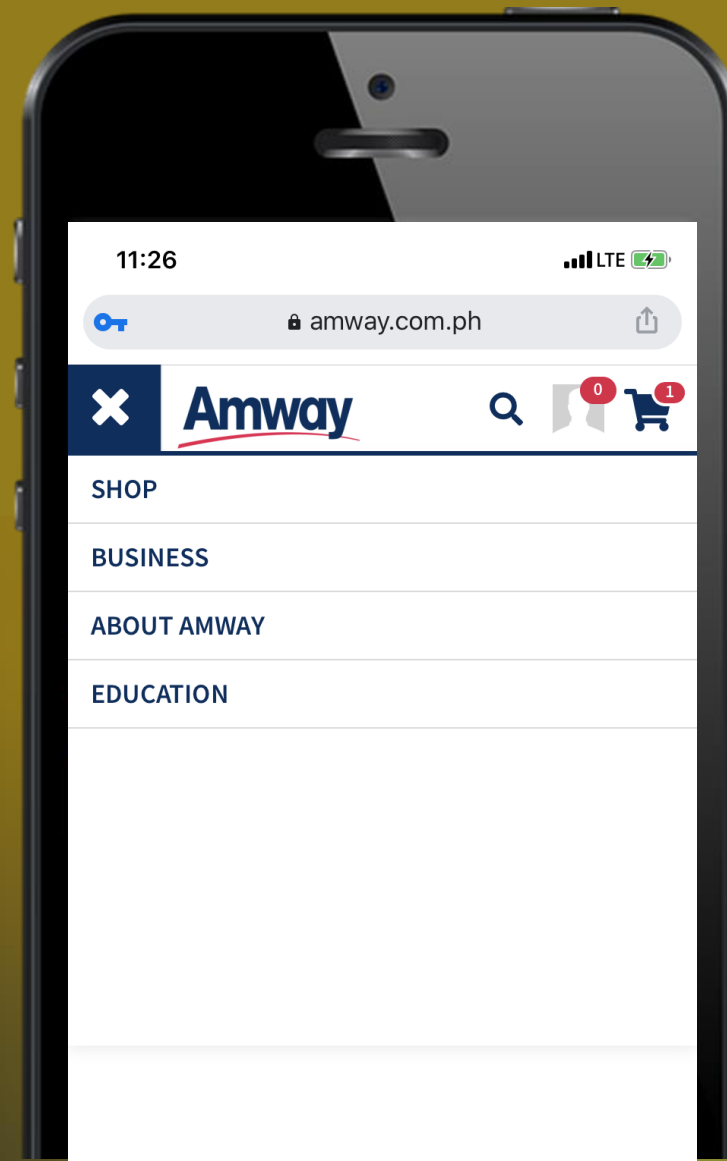 11:26 LTE
amway.com.ph
Amway 0 1
SHOP
BUSINESS
ABOUT AMWAY
EDUCATION